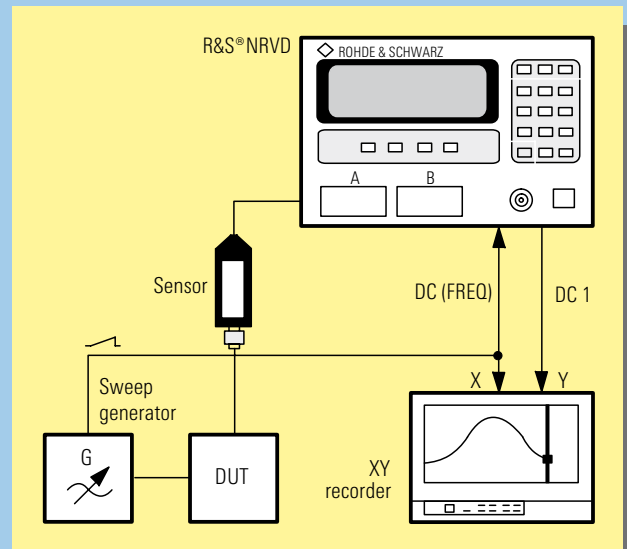 R&S®NRVD
ROHDE & SCHWARZ
A
B
Sensor
DC (FREQ)
DC 1
Sweep
generator
X
Y
G
DUT
XY
recorder